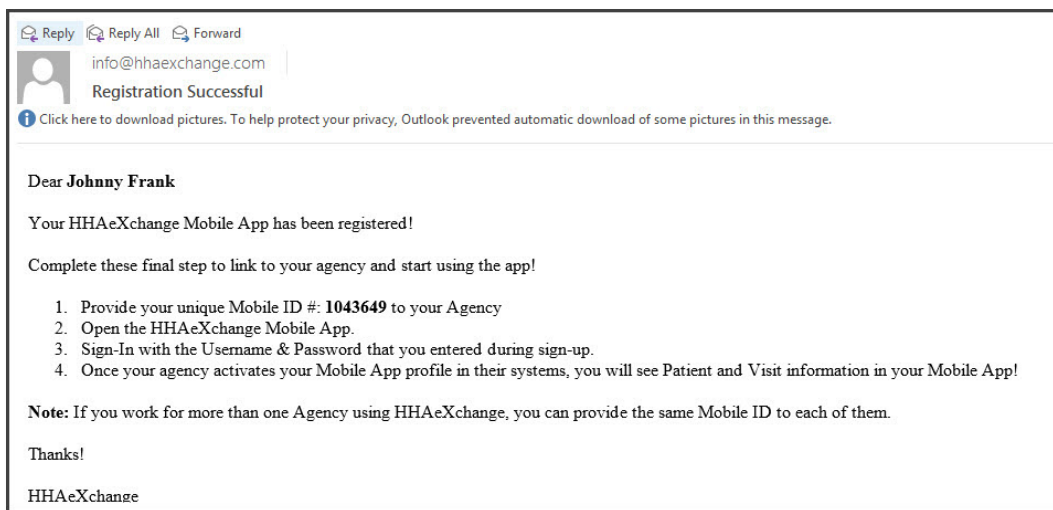 Reply Reply All Forward
info@hhaexchange.com
Registration Successful
Click here to download pictures. To help protect your privacy, Outlook prevented automatic download of some pictures in this message.
Dear Johnny Frank
Your HHAeXchange Mobile App has been registered!
Complete these final step to link to your agency and start using the app!
1. Provide your unique Mobile ID #: 1043649 to your Agency
2. Open the HHAeXchange Mobile App.
3. Sign-In with the Username & Password that you entered during sign-up.
4. Once your agency activates your Mobile App profile in their systems, you will see Patient and Visit information in your Mobile App!
Note: If you work for more than one Agency using HHAeXchange, you can provide the same Mobile ID to each of them.
Thanks!
HHAeXchange